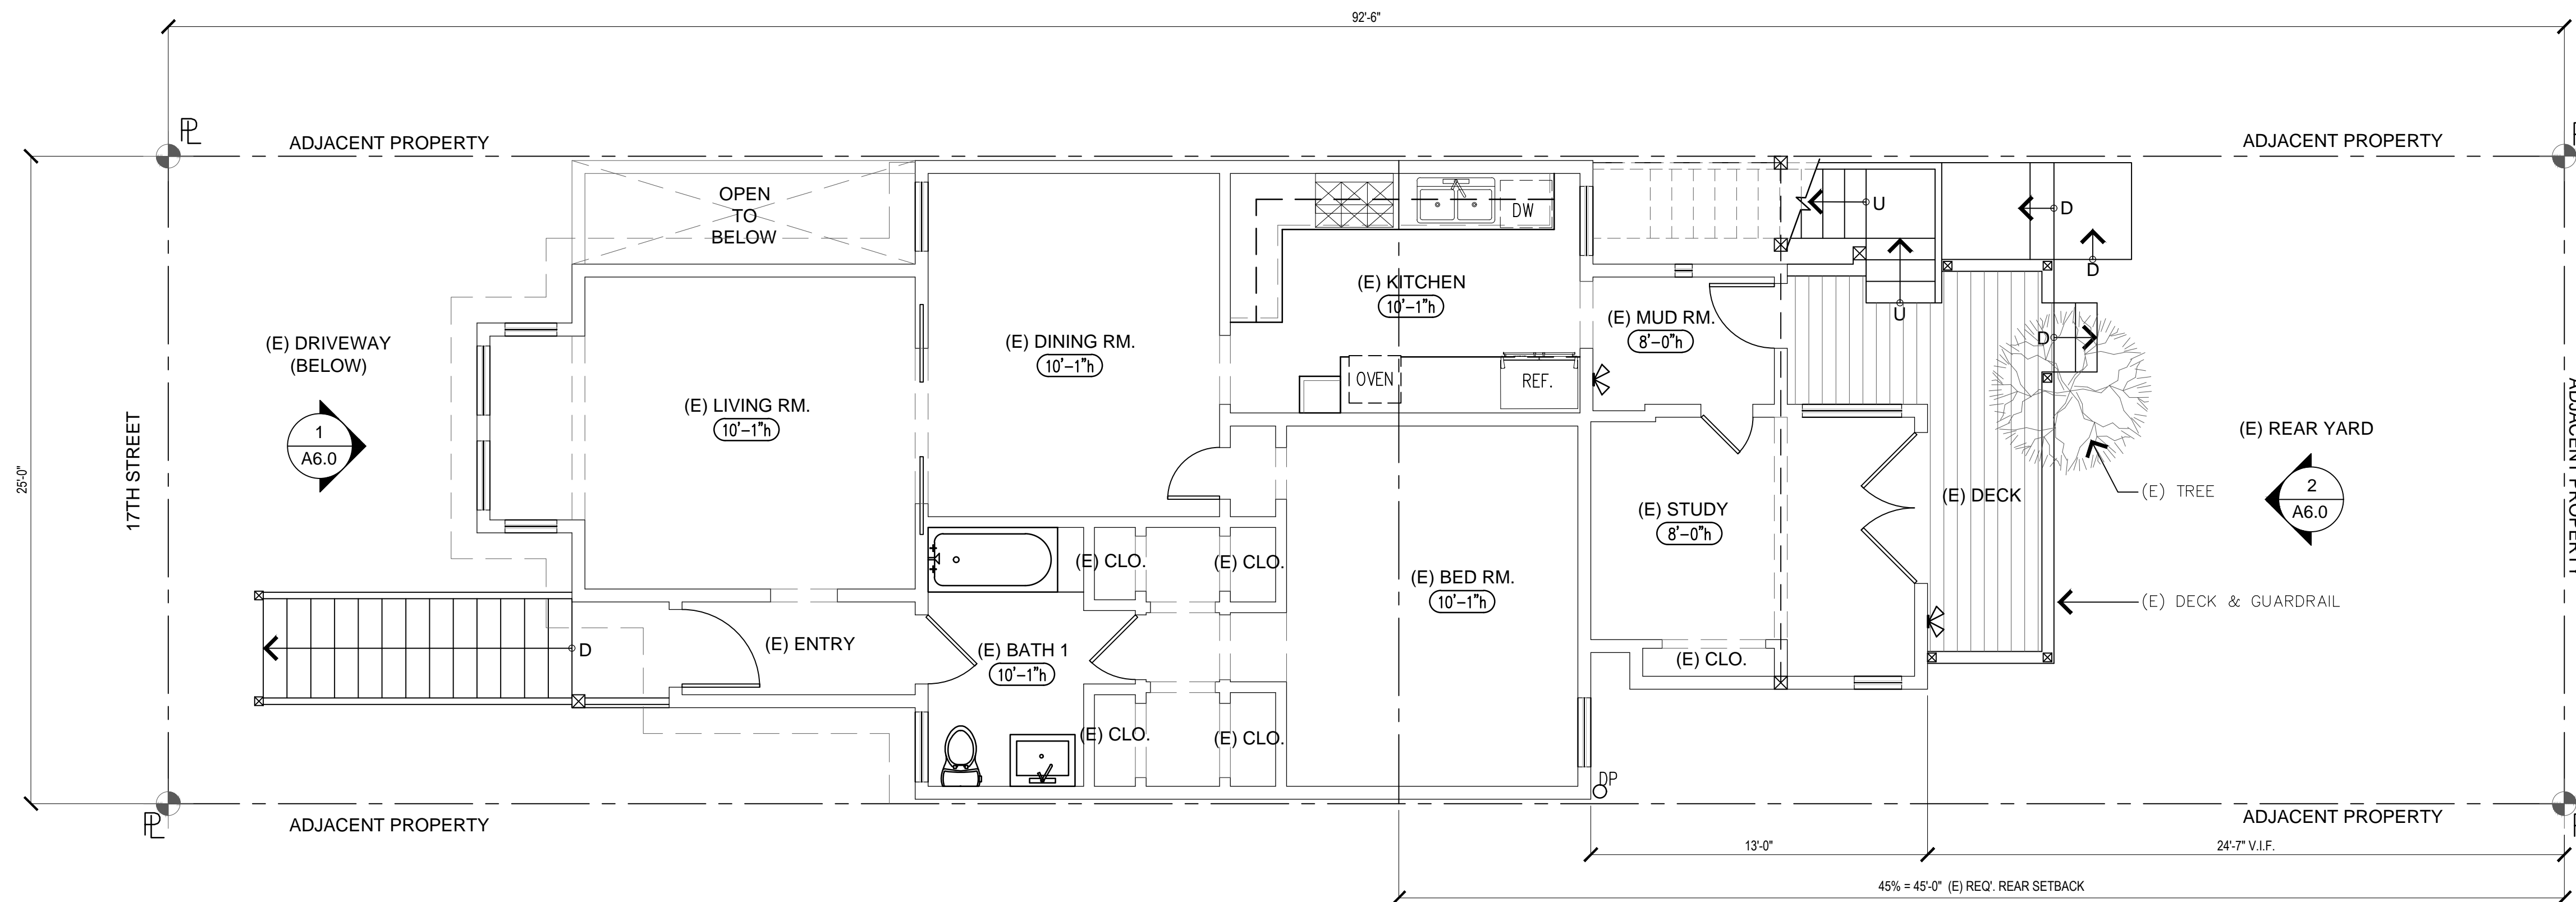 92'-6"
PL
ADJACENT PROPERTY
ADJACENT PROPERTY
OPEN
TO
BELOW
DW
U
D
D
U
(E) KITCHEN
10'-1"h
(E) MUD RM.
8'-0"h
(E) DRIVEWAY
(BELOW)
(E) DINING RM.
10'-1"h
D
OVEN
REF.
(E) LIVING RM.
10'-1"h
1
A6.0
17TH STREET
25'-0"
(E) REAR YARD
ADJACENT PROPERTY
2
A6.0
(E) TREE
(E) DECK
(E) STUDY
8'-0"h
(E) CLO.
(E) CLO.
(E) BED RM.
10'-1"h
(E) DECK & GUARDRAIL
D
(E) ENTRY
(E) BATH 1
10'-1"h
(E) CLO.
(E) CLO.
(E) CLO.
DP
PL
ADJACENT PROPERTY
ADJACENT PROPERTY
13'-0"
24'-7" V.I.F.
45% = 45'-0" (E) REQ'. REAR SETBACK